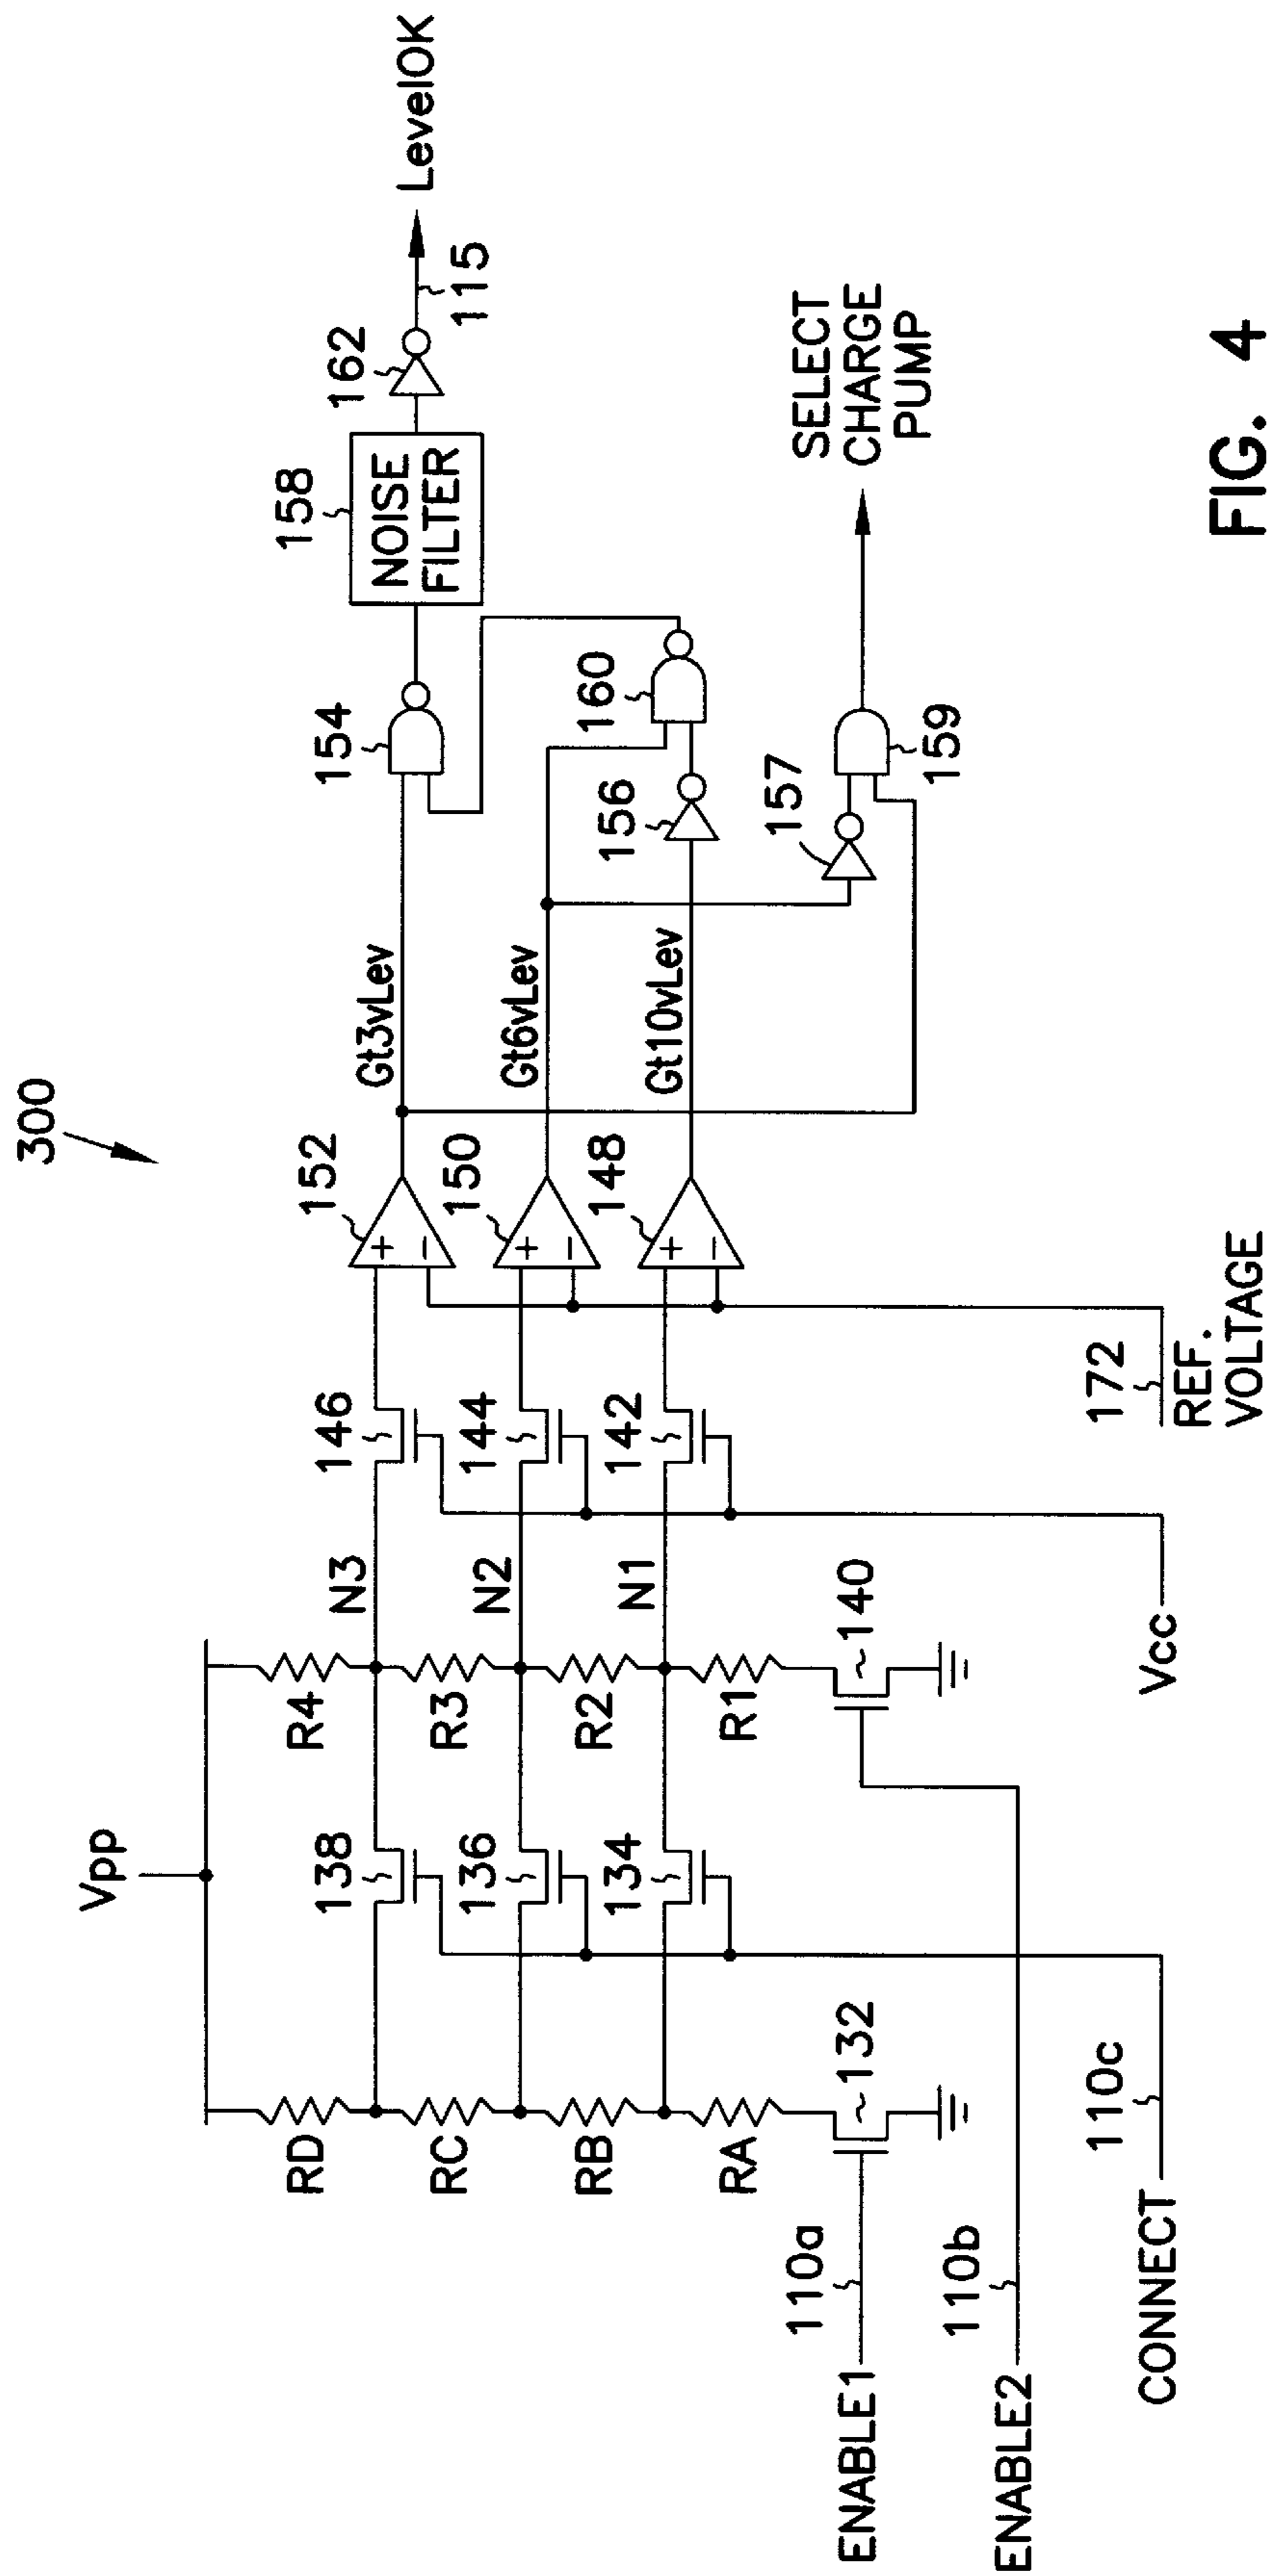 300
Vpp
RD
RC
RB
RA
138
136
134
132
R4
R3
R2
R1
140
N3
N2
N1
146
144
142
152
150
148
+
−
+
−
+
−
Gt3vLev
Gt6vLev
Gt10vLev
154
156
160
157
159
158
NOISE
FILTER
162
115
LevelOK
SELECT
CHARGE
PUMP
ENABLE1
110a
ENABLE2
110b
CONNECT
110c
Vcc
172
REF.
VOLTAGE
FIG. 4